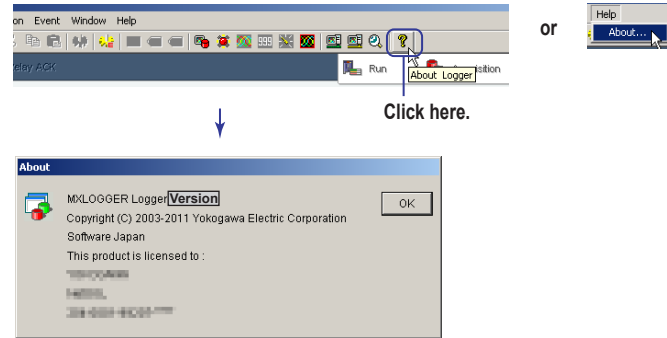 on Event Window Help
or
Help
About...
elay ACK
Run
About Logger
sition
Click here.
About
MXLOGGER Logger Version
Copyright (C) 2003-2011 Yokogawa Electric Corporation
Software Japan
This product is licensed to :
OK